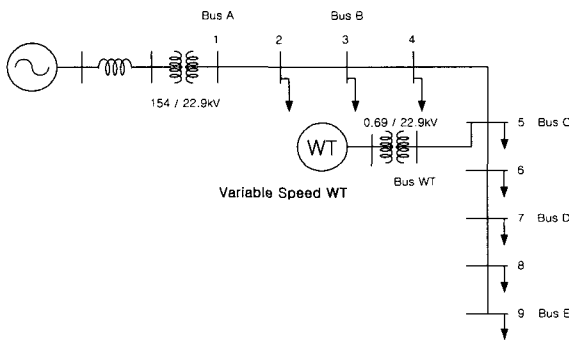 Bus A
Bus B
1
2
3
4
154 / 22.9kV
0.69 / 22.9kV
5 Bus C
WT
6
Bus WT
Variable Speed WT
7 Bus D
8
9 Bus E